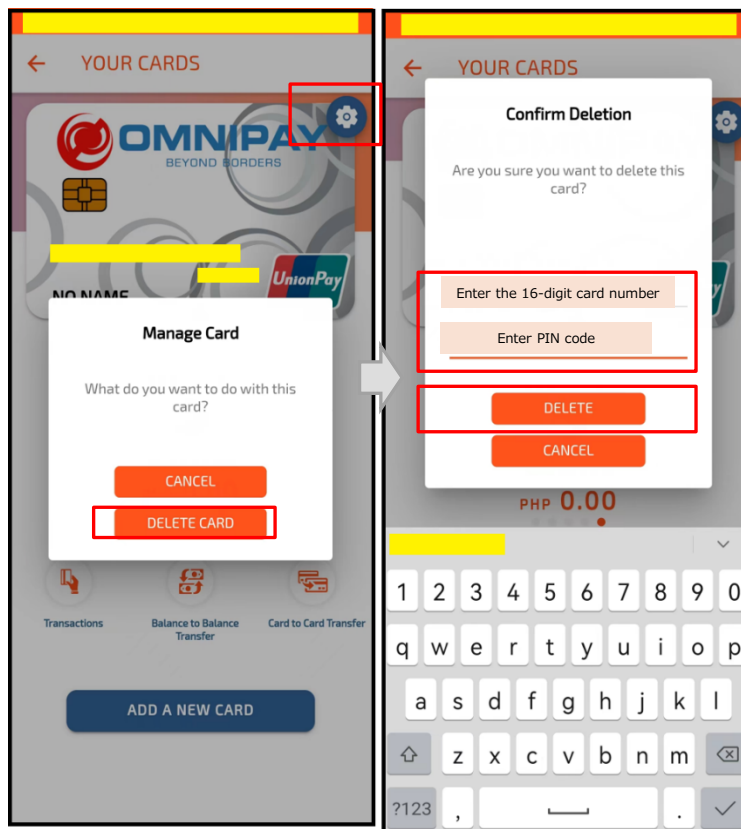 YOUR CARDS
OMNIPAY
BEYOND BORDERS
UnionPay
NO NAME
Manage Card
What do you want to do with this
card?
CANCEL
DELETE CARD
Transactions
Balance to Balance
Transfer
Card to Card Transfer
ADD A NEW CARD
YOUR CARDS
Confirm Deletion
Are you sure you want to delete this
card?
Enter the 16-digit card number
Enter PIN code
DELETE
CANCEL
PHP 0.00
1 2 3 4 5 6 7 8 9 0
q w e r t y u i o p
a s d f g h j k l
z x c v b n m
?123 , .